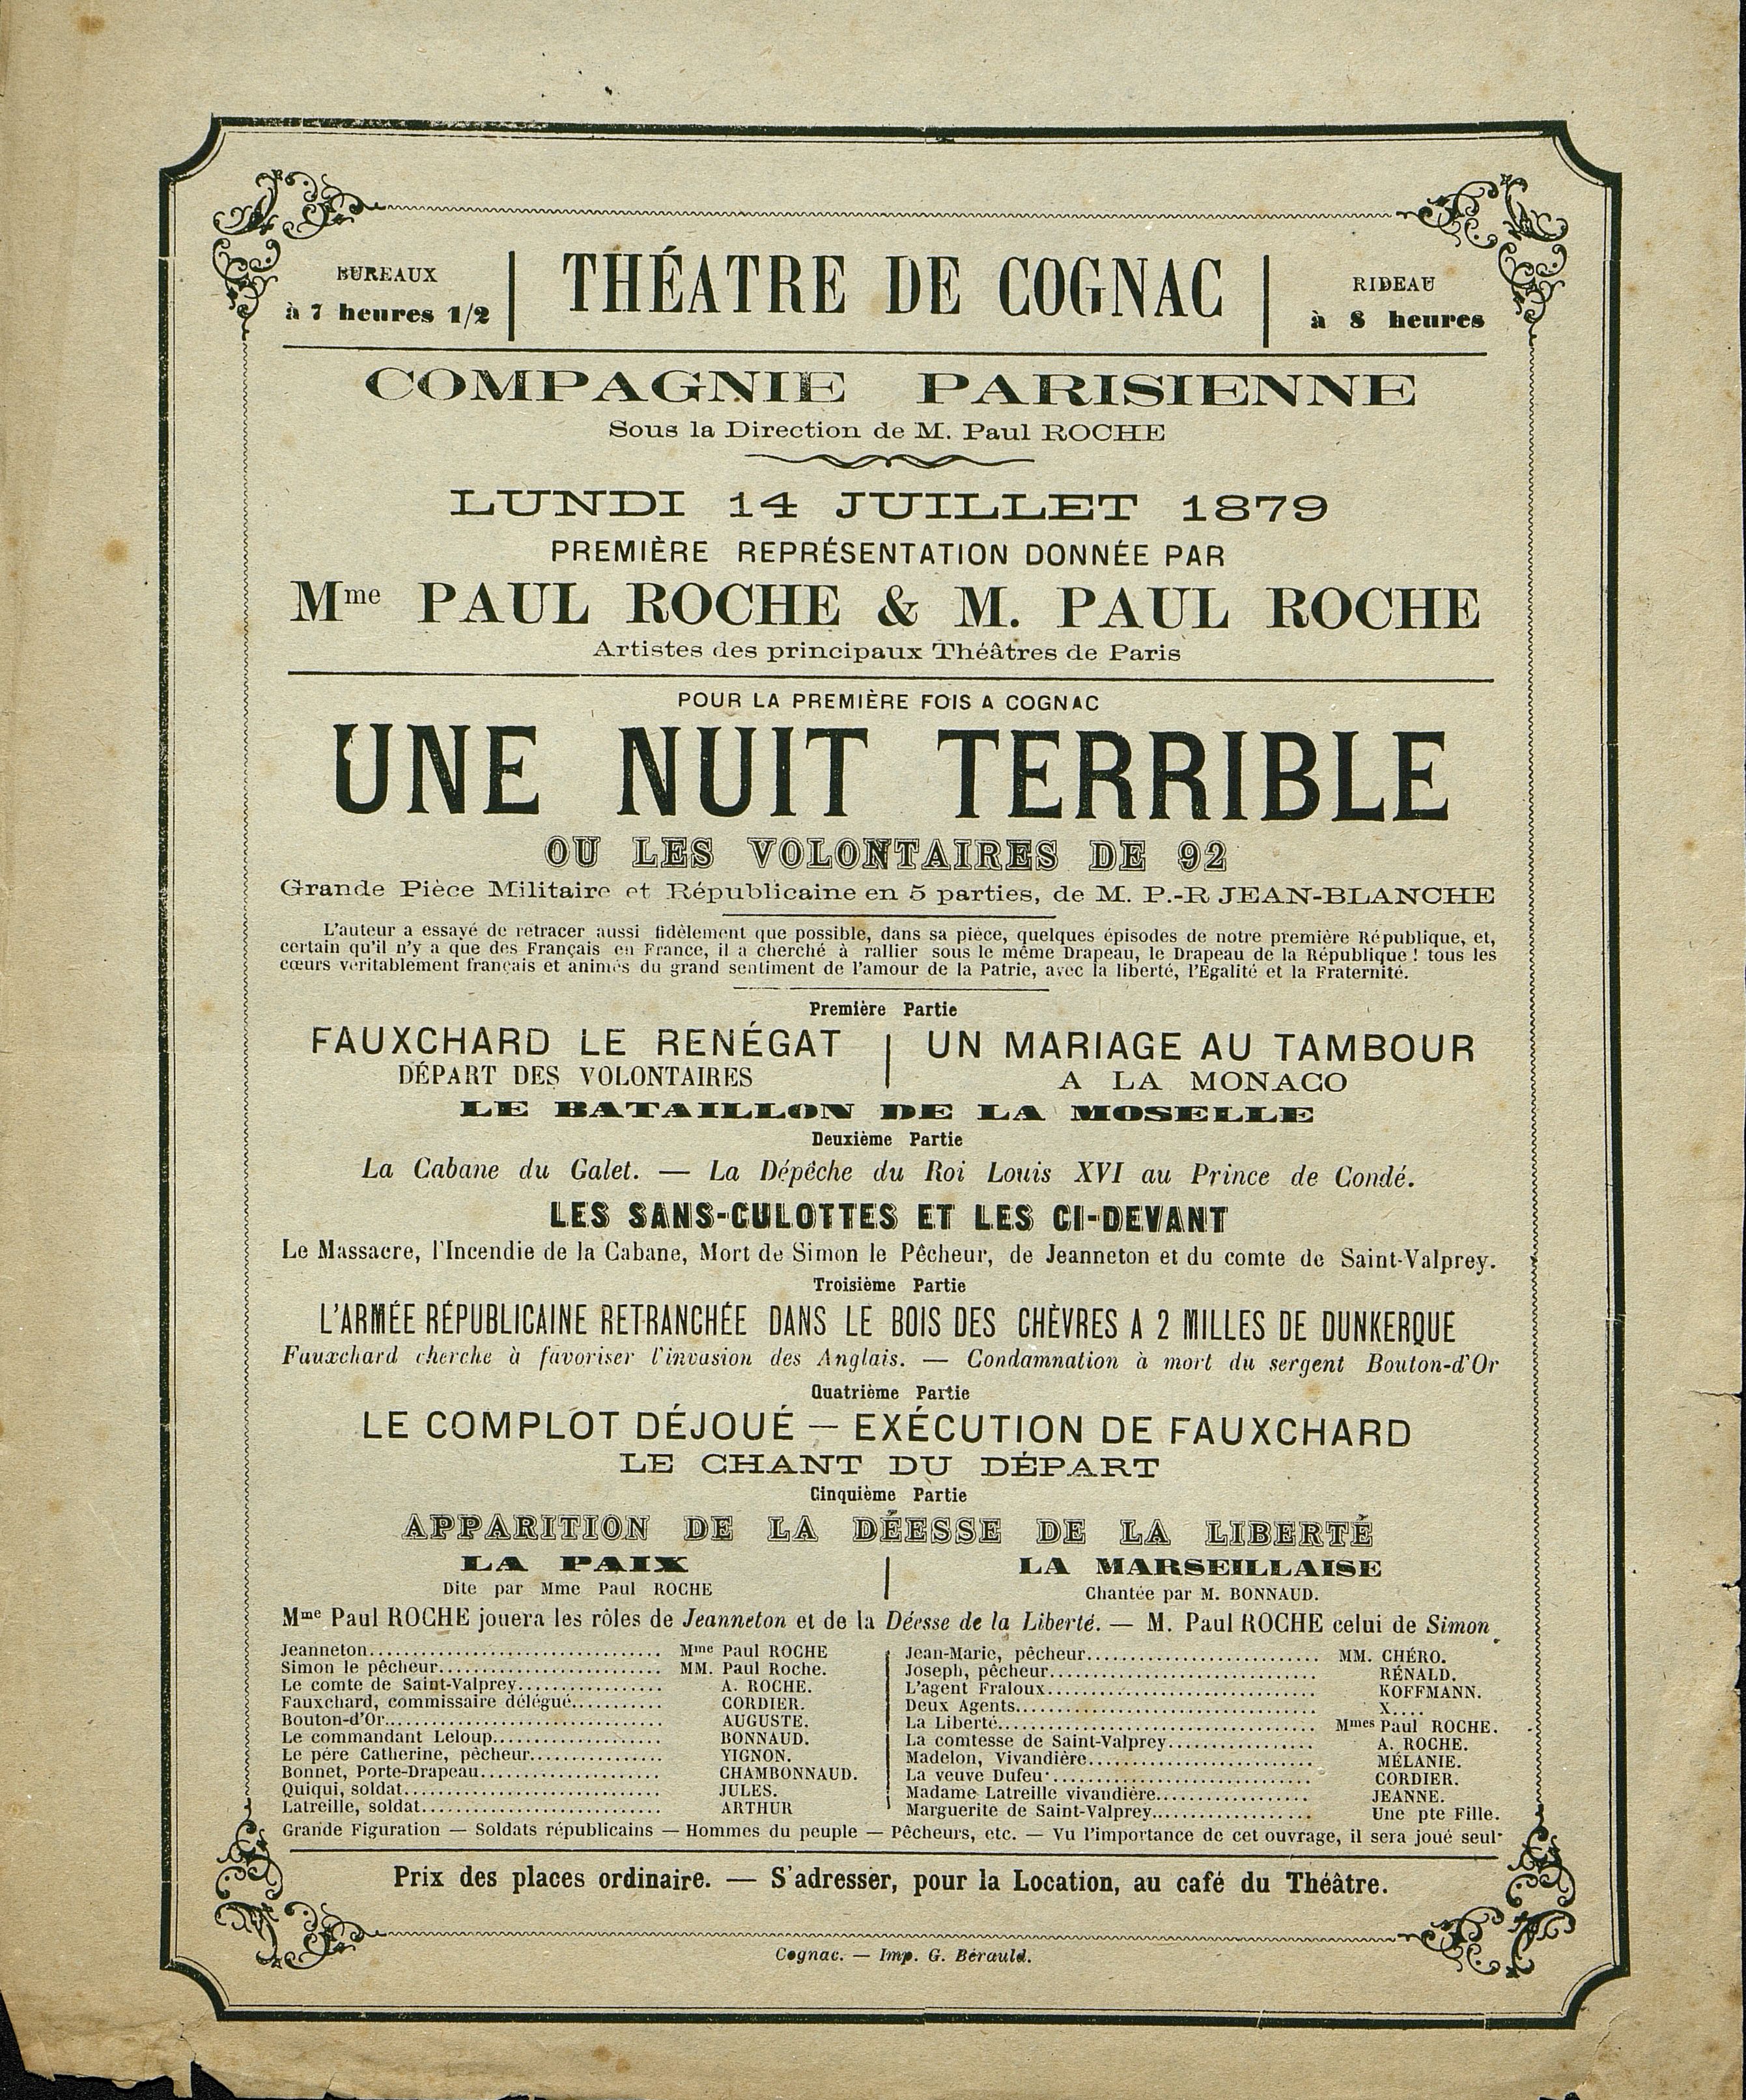 BUREAUX
à 7 heures 1/2
THÉATRE DE COGNAC
RIDEAU
à 8 heures
COMPAGNIE PARISIENNE
Sous la Direction de M. Paul ROCHE
LUNDI 14 JUILLET 1879
PREMIÈRE REPRÉSENTATION DONNÉE PAR
Mme PAUL ROCHE & M. PAUL ROCHE
Artistes des principaux Théâtres de Paris
POUR LA PREMIÈRE FOIS A COGNAC
UNE NUIT TERRIBLE
OU LES VOLONTAIRES DE 92
Grande Pièce Militaire et Républicaine en 5 parties, de M. P.-R JEAN-BLANCHE
L'auteur a essayé de retracer aussi fidèlement que possible, dans sa pièce, quelques épisodes de notre première République, et,
certain qu'il n'y a que des Français en France, il a cherché à rallier sous le même Drapeau, le Drapeau de la République ! tous les
cœurs véritablement français et animés du grand sentiment de l'amour de la Patrie, avec la liberté, l'Egalité et la Fraternité.
Première Partie
FAUXCHARD LE RENÉGAT
DÉPART DES VOLONTAIRES
UN MARIAGE AU TAMBOUR
A LA MONACO
LE BATAILLON DE LA MOSELLE
Deuxième Partie
La Cabane du Galet. — La Dépêche du Roi Louis XVI au Prince de Condé.
LES SANS-CULOTTES ET LES CI-DEVANT
Le Massacre, l'Incendie de la Cabane, Mort de Simon le Pêcheur, de Jeanneton et du comte de Saint-Valprey.
Troisième Partie
L'ARMÉE RÉPUBLICAINE RETRANCHÉE DANS LE BOIS DES CHÈVRES A 2 MILLES DE DUNKERQUE
Fauxchard cherche à favoriser l'invasion des Anglais. — Condamnation à mort du sergent Bouton-d'Or
Quatrième Partie
LE COMPLOT DÉJOUÉ — EXÉCUTION DE FAUXCHARD
LE CHANT DU DÉPART
Cinquième Partie
APPARITION DE LA DÉESSE DE LA LIBERTÉ
LA PAIX
Dite par Mme Paul ROCHE
LA MARSEILLAISE
Chantée par M. BONNAUD.
Mme Paul ROCHE jouera les rôles de Jeanneton et de la Déesse de la Liberté. — M. Paul ROCHE celui de Simon.
Jeanneton.................. Mme Paul ROCHE
Simon le pêcheur.................. MM. Paul Roche.
Le comte de Saint-Valprey.................. A. ROCHE.
Fauxchard, commissaire délégué.................. CORDIER.
Bouton-d'Or.................. AUGUSTE.
Le commandant Leloup.................. BONNAUD.
Le père Catherine, pêcheur.................. YIGNON.
Bonnet, Porte-Drapeau.................. CHAMBONNAUD.
Quiqui, soldat.................. JULES.
Latreille, soldat.................. ARTHUR
Jean-Marie, pêcheur.................. MM. CHÉRO.
Joseph, pêcheur.................. RÉNALD.
L'agent Fraloux.................. KOFFMANN.
Deux Agents.................. X....
La Liberté.................. Mmes Paul ROCHE.
La comtesse de Saint-Valprey.................. A. ROCHE.
Madelon, Vivandière.................. MÉLANIE.
La veuve Dufeu.................. CORDIER.
Madame Latreille vivandière.................. JEANNE.
Marguerite de Saint-Valprey.................. Une pte Fille.
Grande Figuration — Soldats républicains — Hommes du peuple — Pêcheurs, etc. — Vu l'importance de cet ouvrage, il sera joué seul.
Prix des places ordinaire. — S'adresser, pour la Location, au café du Théâtre.
Cognac. — Imp. G. Bérauld.